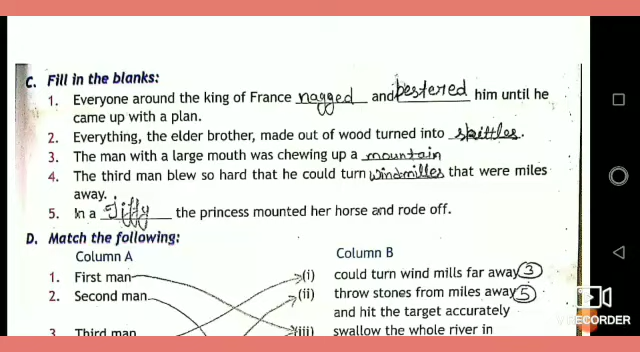 C. Fill in the blanks:
1. Everyone around the king of France nagged and pestered him until he
came up with a plan.
2. Everything, the elder brother, made out of wood turned into skittles.
3. The man with a large mouth was chewing up a mountain
4. The third man blew so hard that he could turn windmilles that were miles
away.
5. In a Jiffy the princess mounted her horse and rode off.
D. Match the following:
Column A Column B
1. First man (i) could turn wind mills far away 3
2. Second man (ii) throw stones from miles away 5
and hit the target accurately
3. Third man (iii) swallow the whole river in
RECORDER